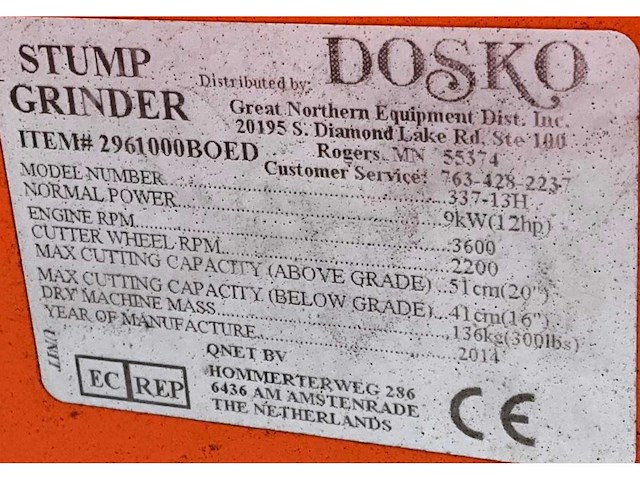 STUMP GRINDER
Distributed by: DOSKO
Great Northern Equipment Dist. Inc.
20195 S. Diamond Lake Rd, Ste 100
Rogers, MN 55374
Customer Service: 763-428-2237
ITEM# 2961000BOED
MODEL NUMBER 337-13H
NORMAL POWER 9kW(12hp)
ENGINE RPM 3600
CUTTER WHEEL RPM 2200
MAX CUTTING CAPACITY (ABOVE GRADE) 51cm(20")
MAX CUTTING CAPACITY (BELOW GRADE) 41cm(16")
DRY MACHINE MASS 136kg(300lbs)
YEAR OF MANUFACTURE 2014
UNIT
EC REP
QNET BV
HOMMERTERWEG 286
6436 AM AMSTENRADE
THE NETHERLANDS
CE